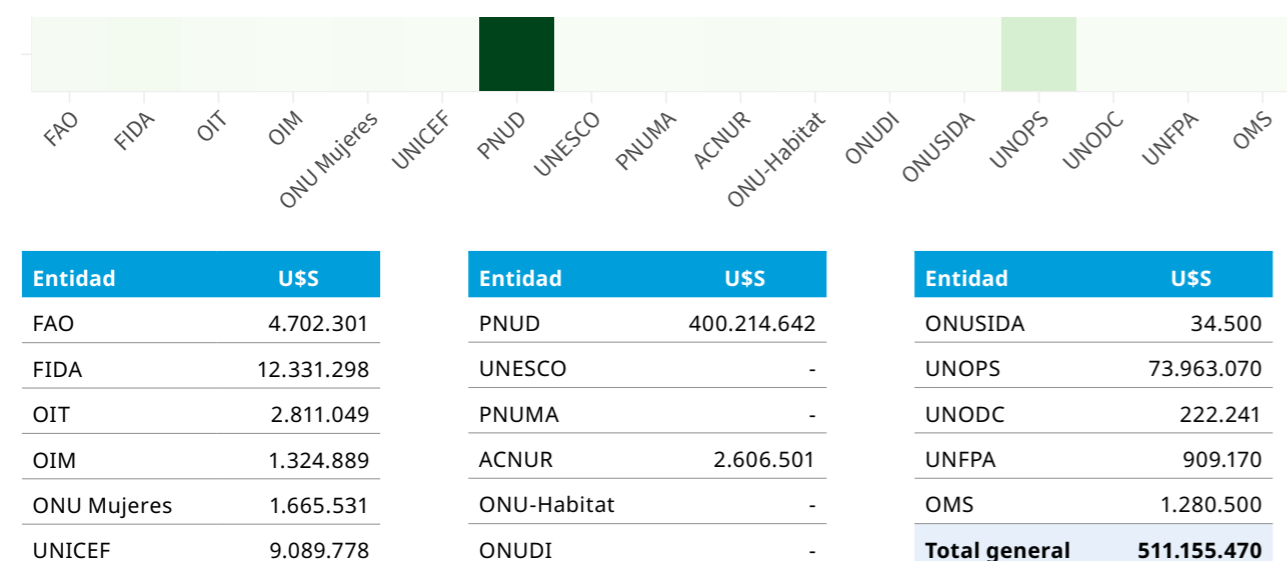 FAO
FIDA
OIT
OIM
ONU Mujeres
UNICEF
PNUD
UNESCO
PNUMA
ACNUR
ONU-Habitat
ONUDI
ONUSIDA
UNOPS
UNODC
UNFPA
OMS
Entidad U$S
FAO 4.702.301
FIDA 12.331.298
OIT 2.811.049
OIM 1.324.889
ONU Mujeres 1.665.531
UNICEF 9.089.778
Entidad U$S
PNUD 400.214.642
UNESCO -
PNUMA -
ACNUR 2.606.501
ONU-Habitat -
ONUDI -
Entidad U$S
ONUSIDA 34.500
UNOPS 73.963.070
UNODC 222.241
UNFPA 909.170
OMS 1.280.500
Total general 511.155.470